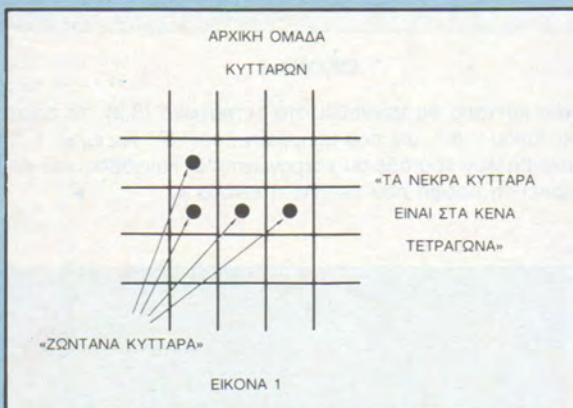 ΑΡΧΙΚΗ ΟΜΑΔΑ
ΚΥΤΤΑΡΩΝ
«ΤΑ ΝΕΚΡΑ ΚΥΤΤΑΡΑ
ΕΙΝΑΙ ΣΤΑ ΚΕΝΑ
ΤΕΤΡΑΓΩΝΑ»
«ΖΩΝΤΑΝΑ ΚΥΤΤΑΡΑ»
ΕΙΚΟΝΑ 1